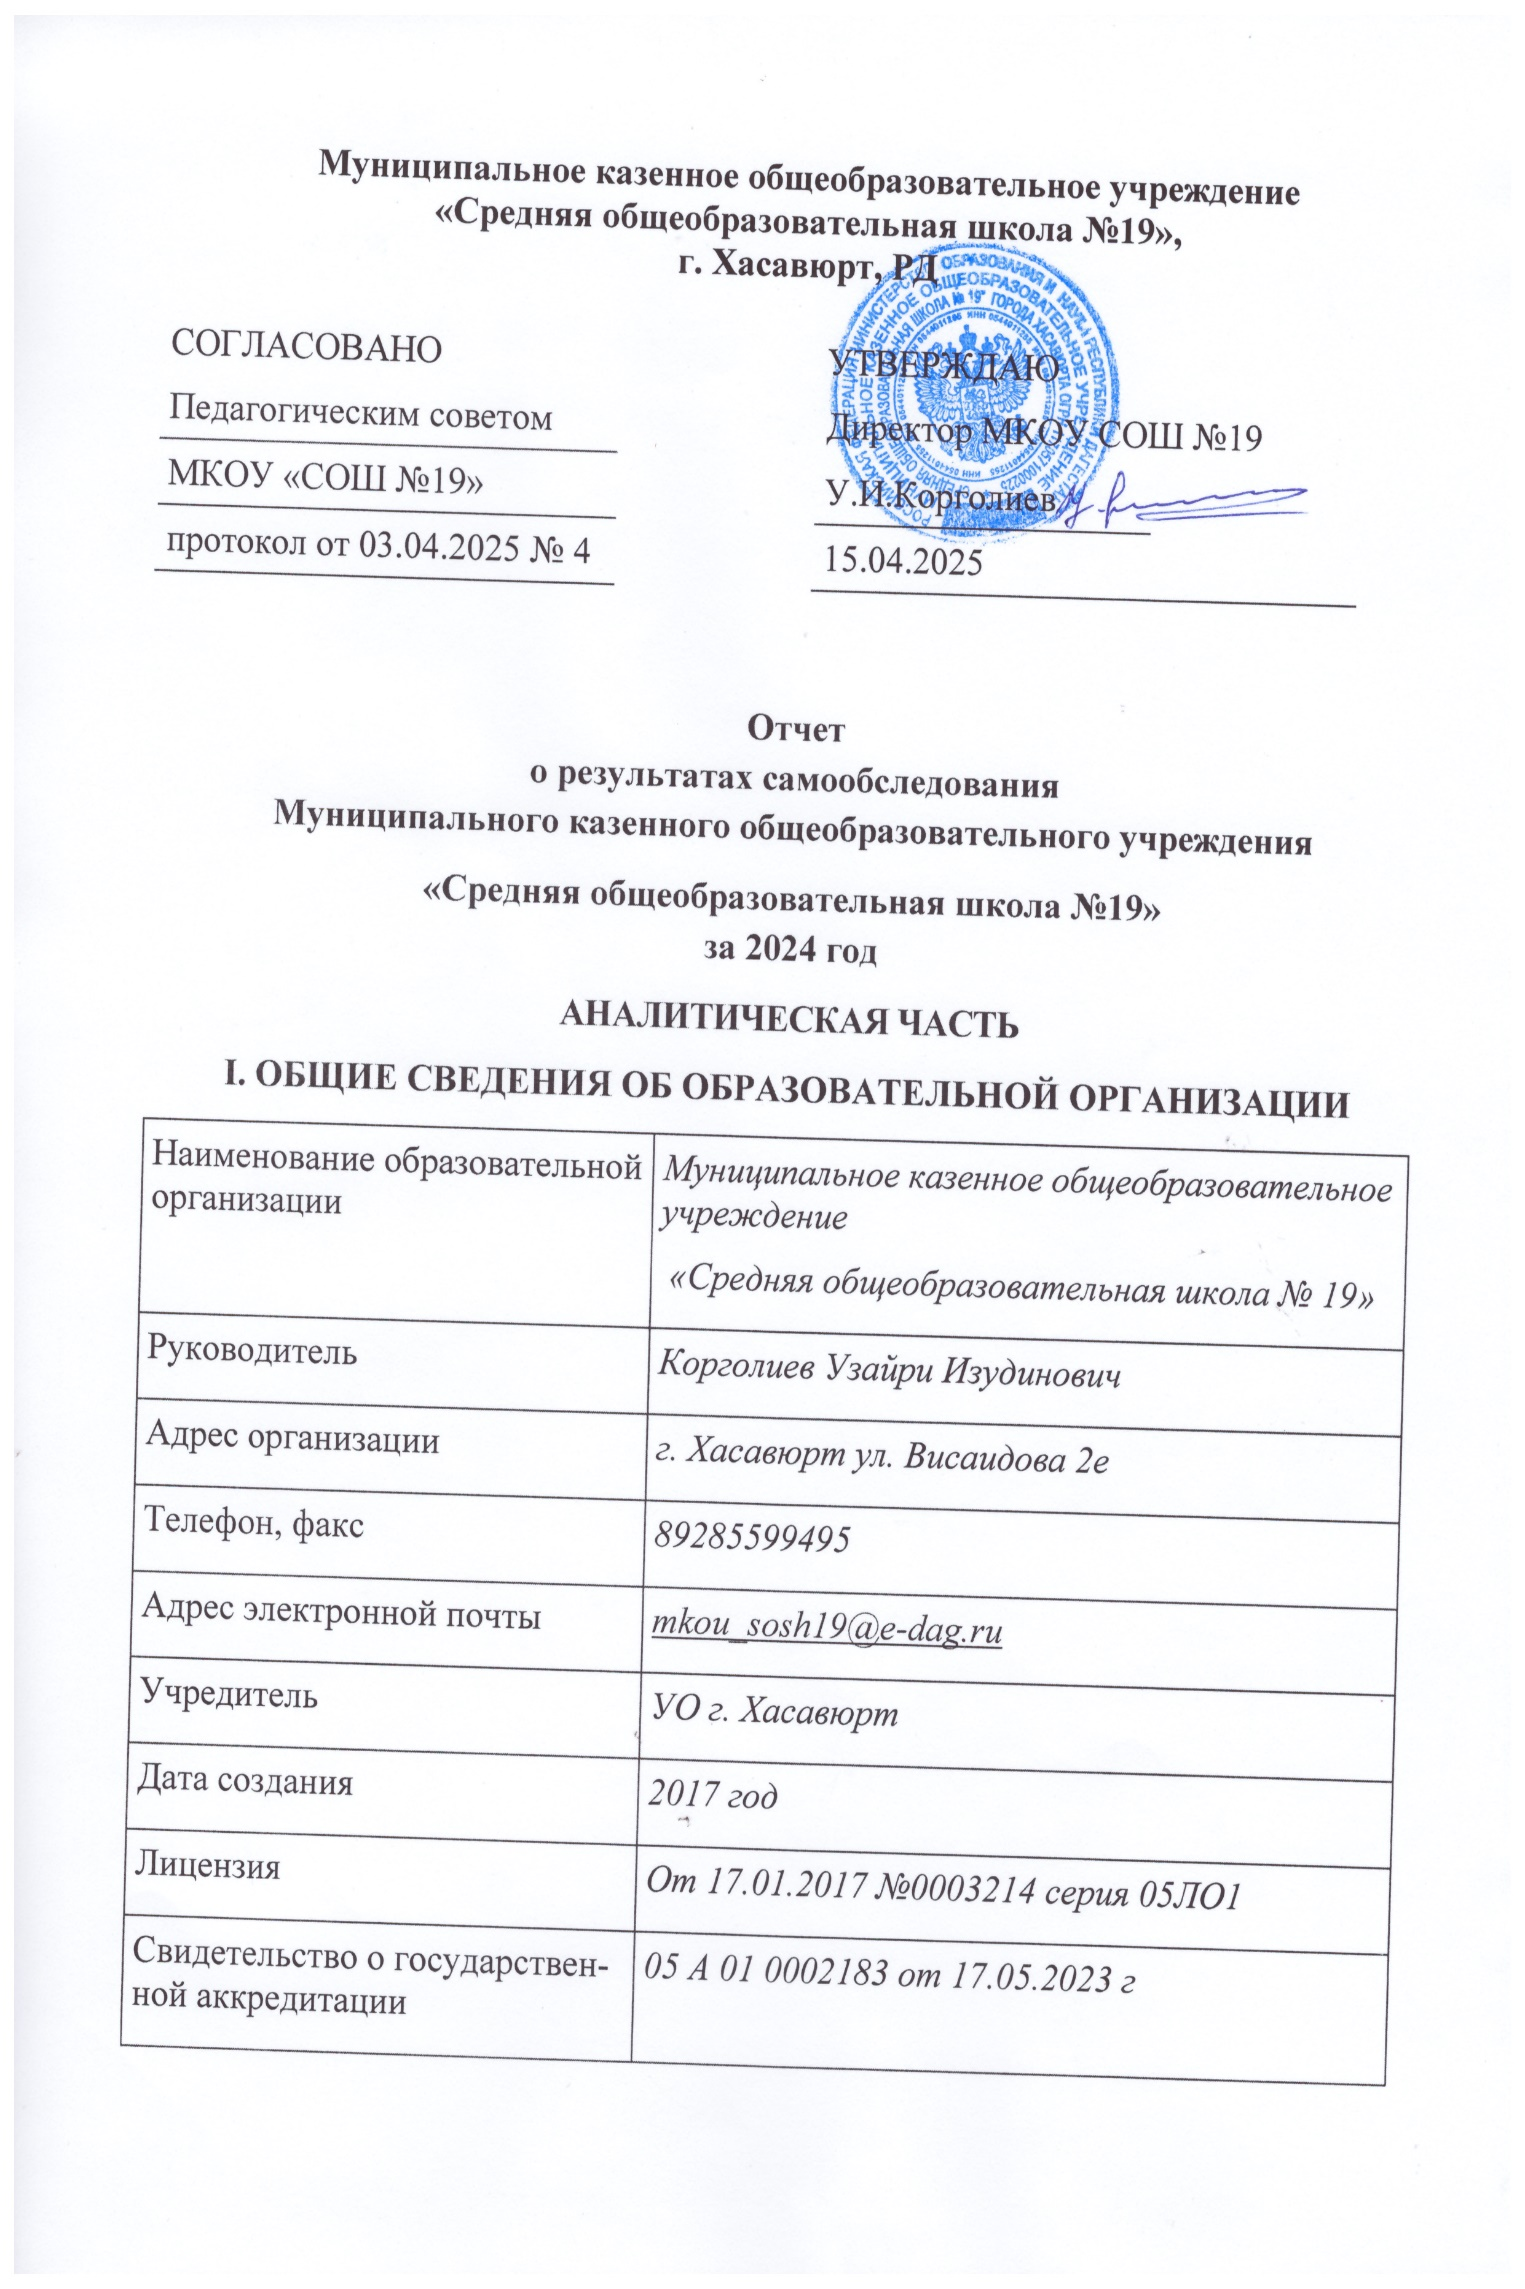 Муниципальное казенное общеобразовательное учреждение
«Средняя общеобразовательная школа №19»,
г. Хасавюрт, РД
СОГЛАСОВАНО
Педагогическим советом
МКОУ «СОШ №19»
протокол от 03.04.2025 № 4
УТВЕРЖДАЮ
Директор МКОУ СОШ №19
У.И.Корголиев
15.04.2025
Отчет
о результатах самообследования
Муниципального казенного общеобразовательного учреждения
«Средняя общеобразовательная школа №19»
за 2024 год
АНАЛИТИЧЕСКАЯ ЧАСТЬ
I. ОБЩИЕ СВЕДЕНИЯ ОБ ОБРАЗОВАТЕЛЬНОЙ ОРГАНИЗАЦИИ
Наименование образовательной
организации
Муниципальное казенное общеобразовательное
учреждение
«Средняя общеобразовательная школа № 19»
Руководитель
Корголиев Узайри Изудинович
Адрес организации
г. Хасавюрт ул. Висаидова 2е
Телефон, факс
89285599495
Адрес электронной почты
mkou_sosh19@e-dag.ru
Учредитель
УО г. Хасавюрт
Дата создания
2017 год
Лицензия
От 17.01.2017 №0003214 серия 05ЛО1
Свидетельство о государствен-
ной аккредитации
05 А 01 0002183 от 17.05.2023 г